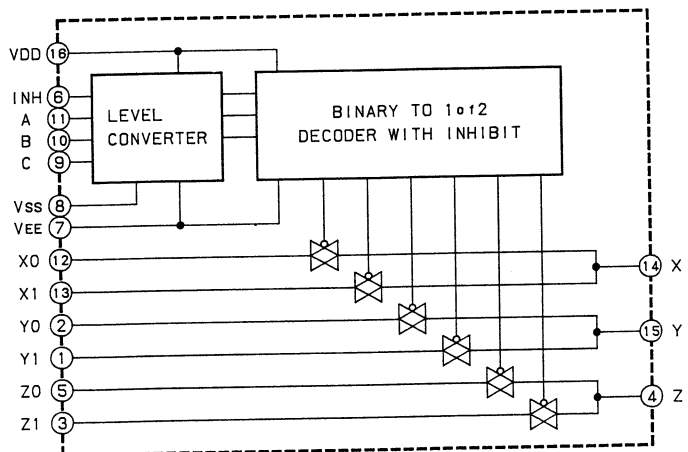 VDD 16
INH 6
A 11
B 10
C 9
VSS 8
VEE 7
X0 12
X1 13
Y0 2
Y1 1
Z0 5
Z1 3
LEVEL
CONVERTER
BINARY TO 1of2
DECODER WITH INHIBIT
14 X
15 Y
4 Z